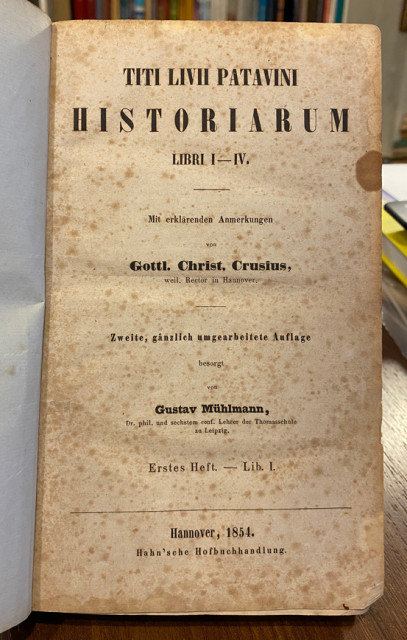 TITI LIVII PATAVINI
HISTORIARUM
LIBRI I—IV.
Mit erklärenden Anmerkungen
von
Gottl. Christ. Crusius,
weil. Rector in Hannover.
Zweite, gänzlich umgearbeitete Auflage
besorgt
von
Gustav Mühlmann,
Dr. phil. und sechstem conf. Lehrer der Thomasschule
zu Leipzig.
Erstes Heft. — Lib. I.
Hannover, 1854.
Hahn'sche Hofbuchhandlung.